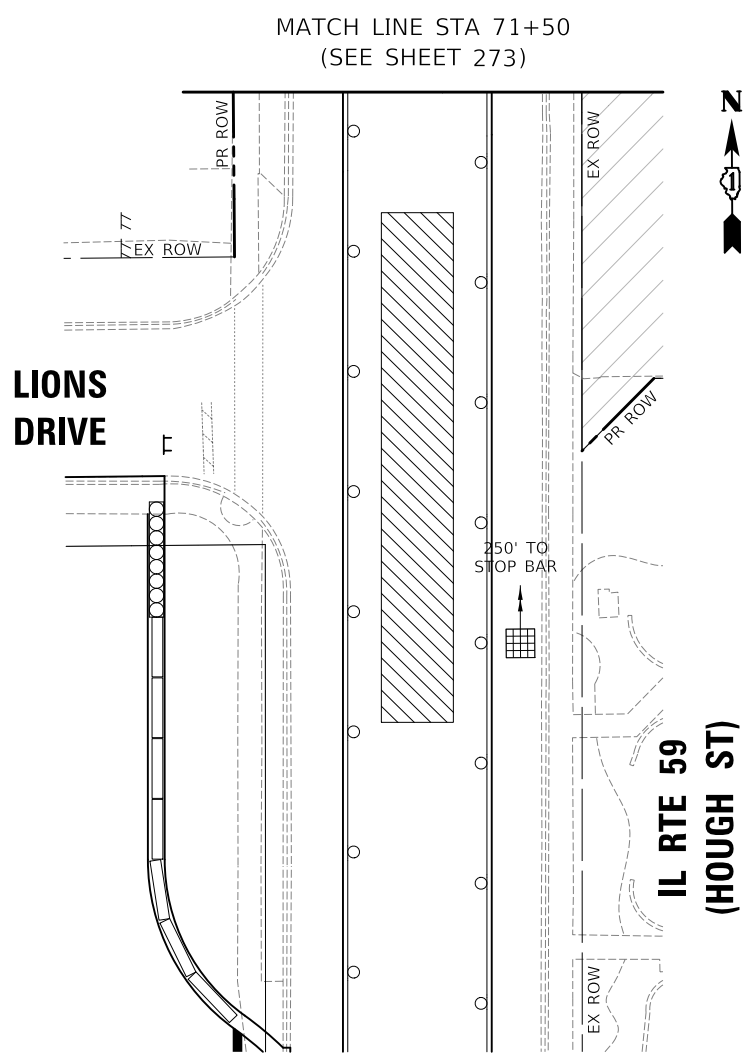 MATCH LINE STA 71+50
(SEE SHEET 273)
N
1
PR ROW
EX ROW
EX ROW
LIONS
DRIVE
PR ROW
250' TO
STOP BAR
IL RTE 59
(HOUGH ST)
EX ROW